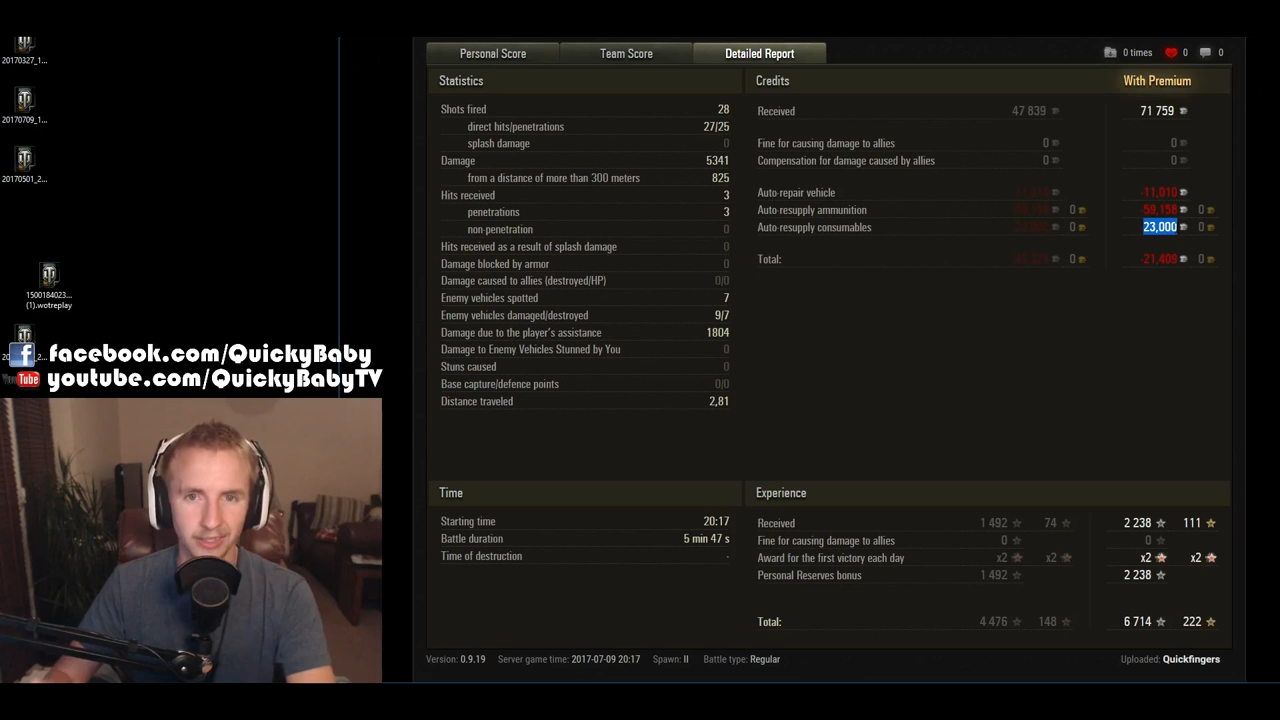 20170327_1...
20170709_1...
20170501_2...
1500184023...
(1).wotreplay
facebook.com/QuickyBaby
YouTube youtube.com/QuickyBabyTV
Personal Score Team Score Detailed Report 0 times 0 0
Statistics
Shots fired 28
direct hits/penetrations 27/25
splash damage 0
Damage 5341
from a distance of more than 300 meters 825
Hits received 3
penetrations 3
non-penetration 0
Hits received as a result of splash damage 0
Damage blocked by armor 0
Damage caused to allies (destroyed/HP) 0/0
Enemy vehicles spotted 7
Enemy vehicles damaged/destroyed 9/7
Damage due to the player's assistance 1804
Damage to Enemy Vehicles Stunned by You 0
Stuns caused 0
Base capture/defence points 0/0
Distance traveled 2,81
Credits With Premium
Received 47 839 71 759
Fine for causing damage to allies 0 0
Compensation for damage caused by allies 0 0
Auto repair vehicle -11,010
Auto resupply ammunition 0 -59,158 0
Auto resupply consumables 0 23,000 0
Total: 0 -21,409 0
Time
Starting time 20:17
Battle duration 5 min 47 s
Time of destruction -
Experience
Received 1 492 74 2 238 111
Fine for causing damage to allies 0 0
Award for the first victory each day x2 x2 x2 x2
Personal Reserves bonus 1 492 2 238
Total: 4 476 148 6 714 222
Version: 0.9.19 Server game time: 2017-07-09 20:17 Spawn: II Battle type: Regular Uploaded: Quickfingers